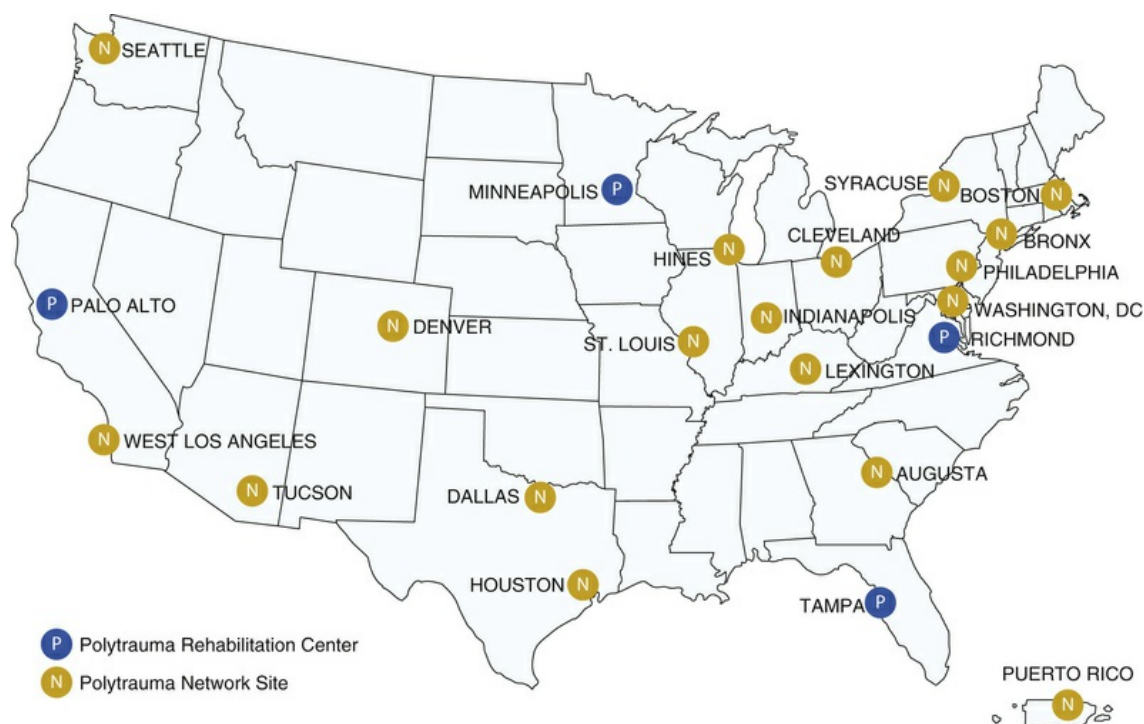 N SEATTLE
MINNEAPOLIS P
SYRACUSE N
BOSTON N
CLEVELAND
N
N
BRONX
HINES N
N PHILADELPHIA
P PALO ALTO
N WASHINGTON, DC
N INDIANAPOLIS
N DENVER
ST. LOUIS N
P RICHMOND
N LEXINGTON
N WEST LOS ANGELES
N AUGUSTA
N TUCSON
DALLAS N
HOUSTON N
TAMPA P
P Polytrauma Rehabilitation Center
N Polytrauma Network Site
PUERTO RICO
N